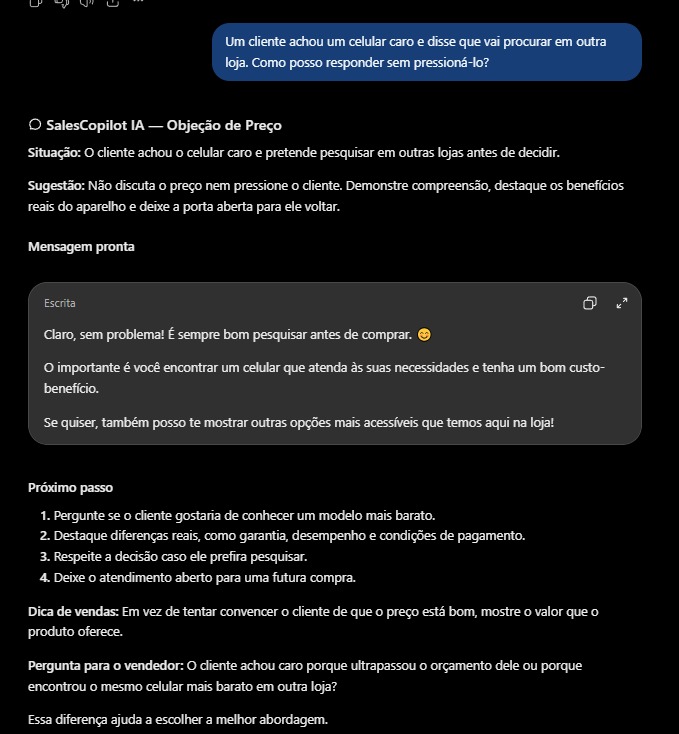 Um cliente achou um celular caro e disse que vai procurar em outra
loja. Como posso responder sem pressioná-lo?
SalesCopilot IA — Objeção de Preço
Situação: O cliente achou o celular caro e pretende pesquisar em outras lojas antes de decidir.
Sugestão: Não discuta o preço nem pressione o cliente. Demonstre compreensão, destaque os benefícios
reais do aparelho e deixe a porta aberta para ele voltar.
Mensagem pronta
Escrita
Claro, sem problema! É sempre bom pesquisar antes de comprar. 😊
O importante é você encontrar um celular que atenda às suas necessidades e tenha um bom custo-
benefício.
Se quiser, também posso te mostrar outras opções mais acessíveis que temos aqui na loja!
Próximo passo
1. Pergunte se o cliente gostaria de conhecer um modelo mais barato.
2. Destaque diferenças reais, como garantia, desempenho e condições de pagamento.
3. Respeite a decisão caso ele prefira pesquisar.
4. Deixe o atendimento aberto para uma futura compra.
Dica de vendas: Em vez de tentar convencer o cliente de que o preço está bom, mostre o valor que o
produto oferece.
Pergunta para o vendedor: O cliente achou caro porque ultrapassou o orçamento dele ou porque
encontrou o mesmo celular mais barato em outra loja?
Essa diferença ajuda a escolher a melhor abordagem.